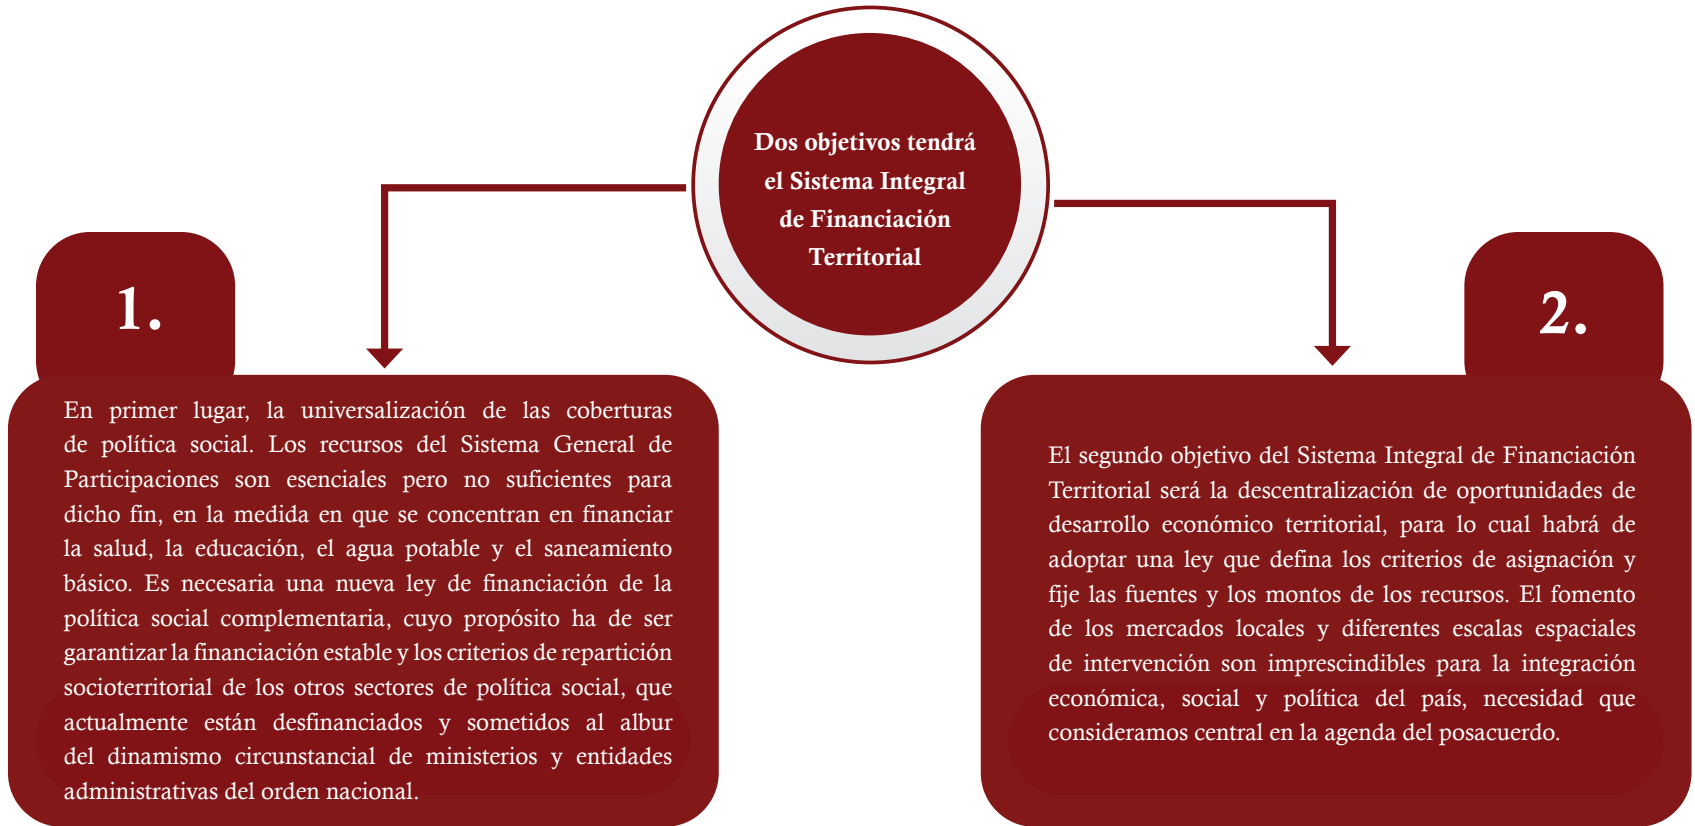 Dos objetivos tendrá
el Sistema Integral
de Financiación
Territorial
1.
En primer lugar, la universalización de las coberturas
de política social. Los recursos del Sistema General de
Participaciones son esenciales pero no suficientes para
dicho fin, en la medida en que se concentran en financiar
la salud, la educación, el agua potable y el saneamiento
básico. Es necesaria una nueva ley de financiación de la
política social complementaria, cuyo propósito ha de ser
garantizar la financiación estable y los criterios de repartición
socioterritorial de los otros sectores de política social, que
actualmente están desfinanciados y sometidos al albur
del dinamismo circunstancial de ministerios y entidades
administrativas del orden nacional.
2.
El segundo objetivo del Sistema Integral de Financiación
Territorial será la descentralización de oportunidades de
desarrollo económico territorial, para lo cual habrá de
adoptar una ley que defina los criterios de asignación y
fije las fuentes y los montos de los recursos. El fomento
de los mercados locales y diferentes escalas espaciales
de intervención son imprescindibles para la integración
económica, social y política del país, necesidad que
consideramos central en la agenda del posacuerdo.